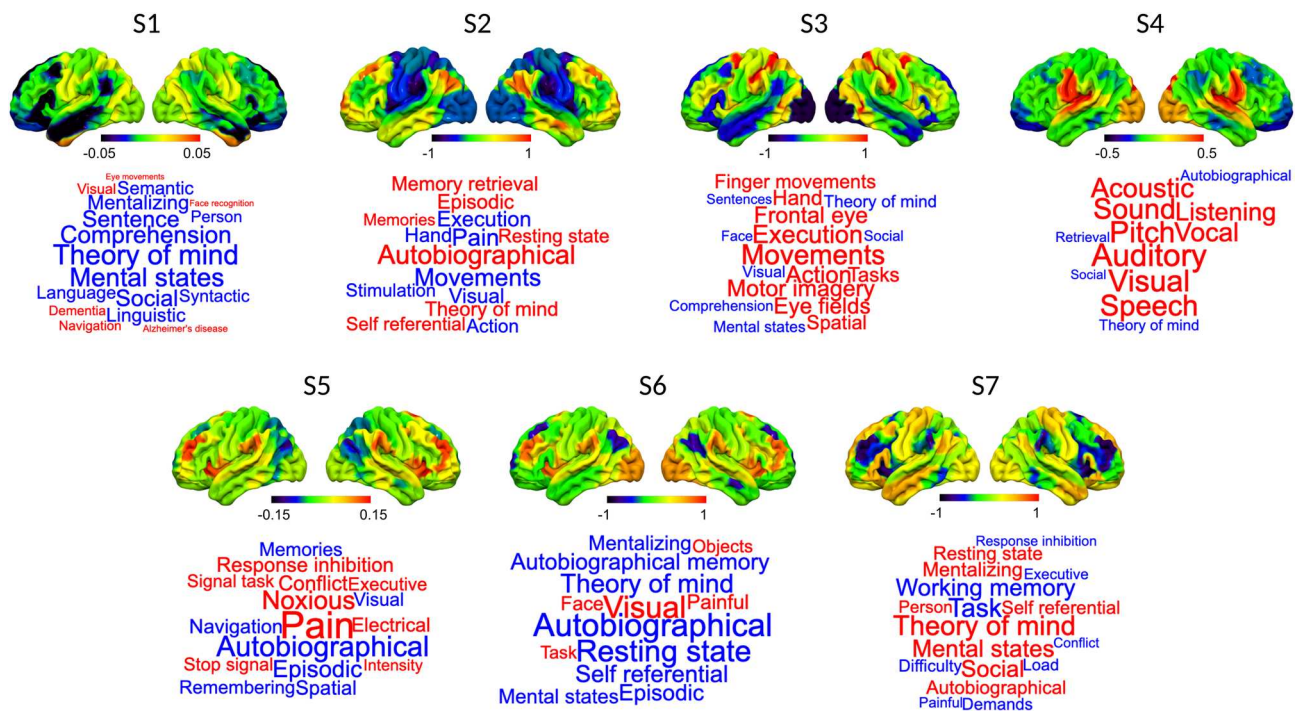 S1
S2
S3
S4
-0.05 0.05
-1 1
-1 1
-0.5 0.5
Eye movements
Visual Semantic
Mentalizing Face recognition
Sentence Person
Comprehension
Theory of mind
Mental states
Language Social Syntactic
Dementia Linguistic
Navigation Alzheimer's disease
Memory retrieval
Episodic
Memories Execution
Hand Pain Resting state
Autobiographical
Movements
Stimulation Visual
Theory of mind
Self referential Action
Finger movements
Sentences Hand Theory of mind
Frontal eye
Face Execution Social
Movements
Visual Action Tasks
Motor imagery
Comprehension Eye fields
Mental states Spatial
Autobiographical
Acoustic
Sound Listening
Retrieval Pitch Vocal
Auditory
Social Visual
Speech
Theory of mind
S5
S6
S7
-0.15 0.15
-1 1
-1 1
Memories
Response inhibition
Signal task Conflict Executive
Noxious Visual
Navigation Pain Electrical
Autobiographical
Stop signal Episodic Intensity
Remembering Spatial
Mentalizing Objects
Autobiographical memory
Theory of mind
Face Visual Painful
Autobiographical
Task Resting state
Self referential
Mental states Episodic
Response inhibition
Resting state
Mentalizing Executive
Working memory
Person Task Self referential
Theory of mind
Mental states Conflict
Difficulty Social Load
Autobiographical
Painful Demands